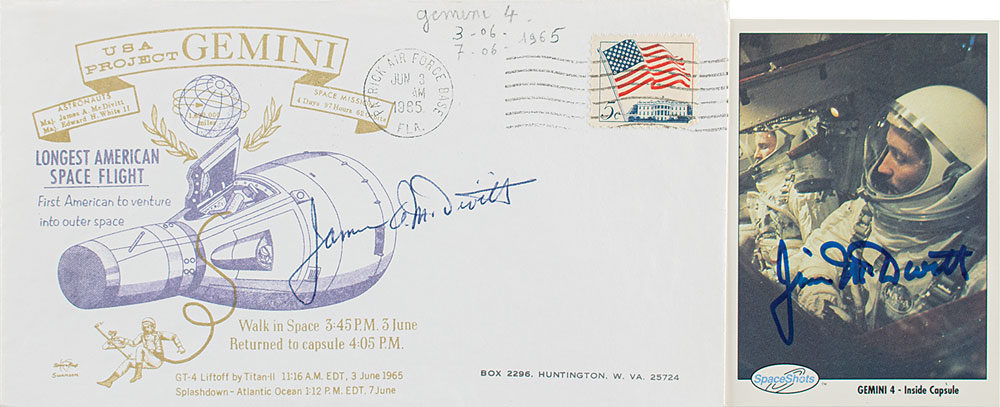 gemini 4.
3-06-
7-06- 1965
USA
PROJECT GEMINI
ASTRONAUTS
Maj. James A. McDivitt
Maj. Edward H. White II
SPACE MISSION
4 Days 97 Hours
miles
PATRICK AIR FORCE BASE
JUN 3
AM
1965
FLA.
5c
LONGEST AMERICAN
SPACE FLIGHT
First American to venture
into outer space
James A. McDivitt
Walk in Space 3:45 P.M. 3 June
Returned to capsule 4:05 P.M.
SWANSON
GT-4 Liftoff by Titan-II 11:16 A.M. EDT, 3 June 1965
Splashdown - Atlantic Ocean 1:12 P.M. EDT, 7 June
BOX 2296, HUNTINGTON, W. VA. 25724
Jim McDivitt
SpaceShots™
GEMINI 4 - Inside Capsule